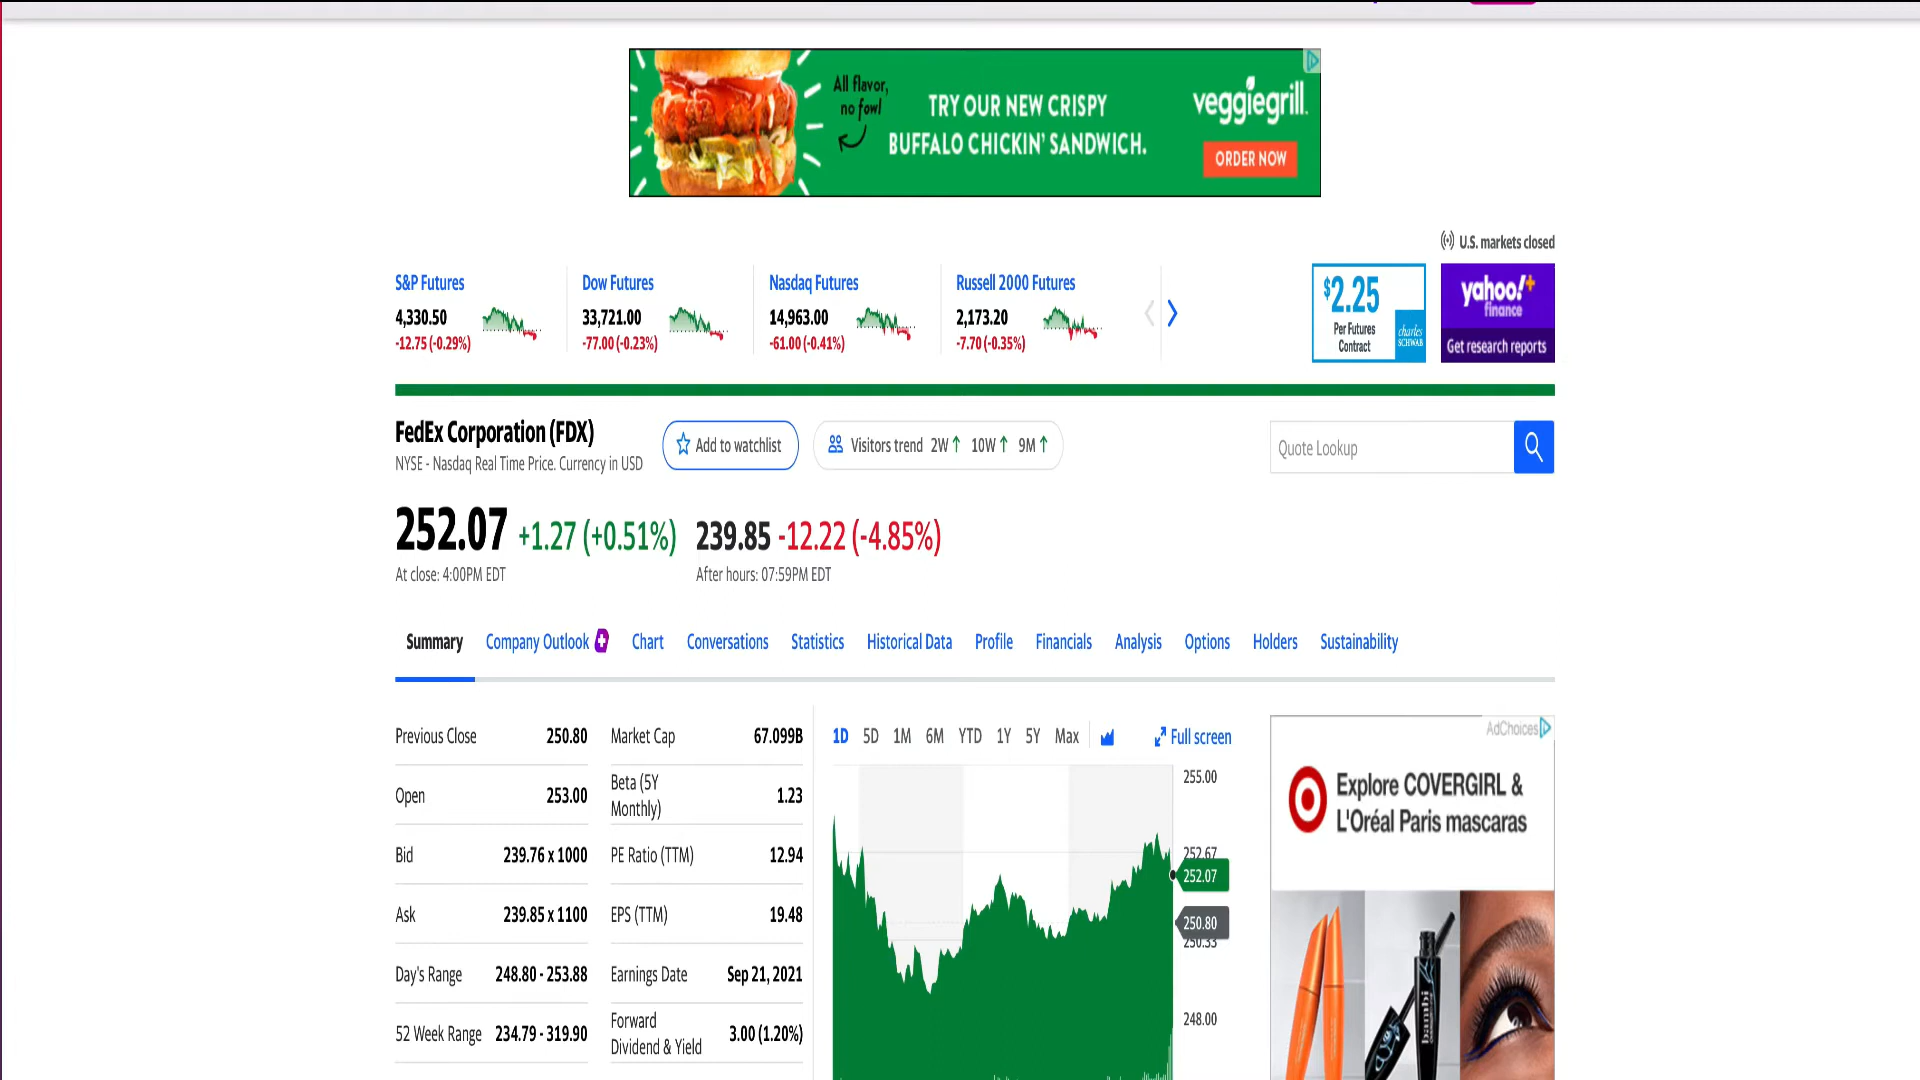 All flavor,
no fowl
TRY OUR NEW CRISPY
BUFFALO CHICKIN' SANDWICH.
veggiegrill.
ORDER NOW
U.S. markets closed
S&P Futures
4,330.50
-12.75 (-0.29%)
Dow Futures
33,721.00
-77.00 (-0.23%)
Nasdaq Futures
14,963.00
-61.00 (-0.41%)
Russell 2000 Futures
2,173.20
-7.70 (-0.35%)
$2.25
Per Futures
Contract
charles
SCHWAB
yahoo!+
finance
Get research reports
FedEx Corporation (FDX)
NYSE - Nasdaq Real Time Price. Currency in USD
Add to watchlist
Visitors trend 2W↑ 10W↑ 9M↑
Quote Lookup
252.07 +1.27 (+0.51%)
At close: 4:00PM EDT
239.85 -12.22 (-4.85%)
After hours: 07:59PM EDT
Summary Company Outlook Chart Conversations Statistics Historical Data Profile Financials Analysis Options Holders Sustainability
Previous Close 250.80
Open 253.00
Bid 239.76 x 1000
Ask 239.85 x 1100
Day's Range 248.80 - 253.88
52 Week Range 234.79 - 319.90
Market Cap 67.099B
Beta (5Y
Monthly) 1.23
PE Ratio (TTM) 12.94
EPS (TTM) 19.48
Earnings Date Sep 21, 2021
Forward
Dividend & Yield 3.00 (1.20%)
1D 5D 1M 6M YTD 1Y 5Y Max
Full screen
255.00
252.67
252.07
250.80
250.33
248.00
AdChoices
Explore COVERGIRL &
L'Oréal Paris mascaras
bambi